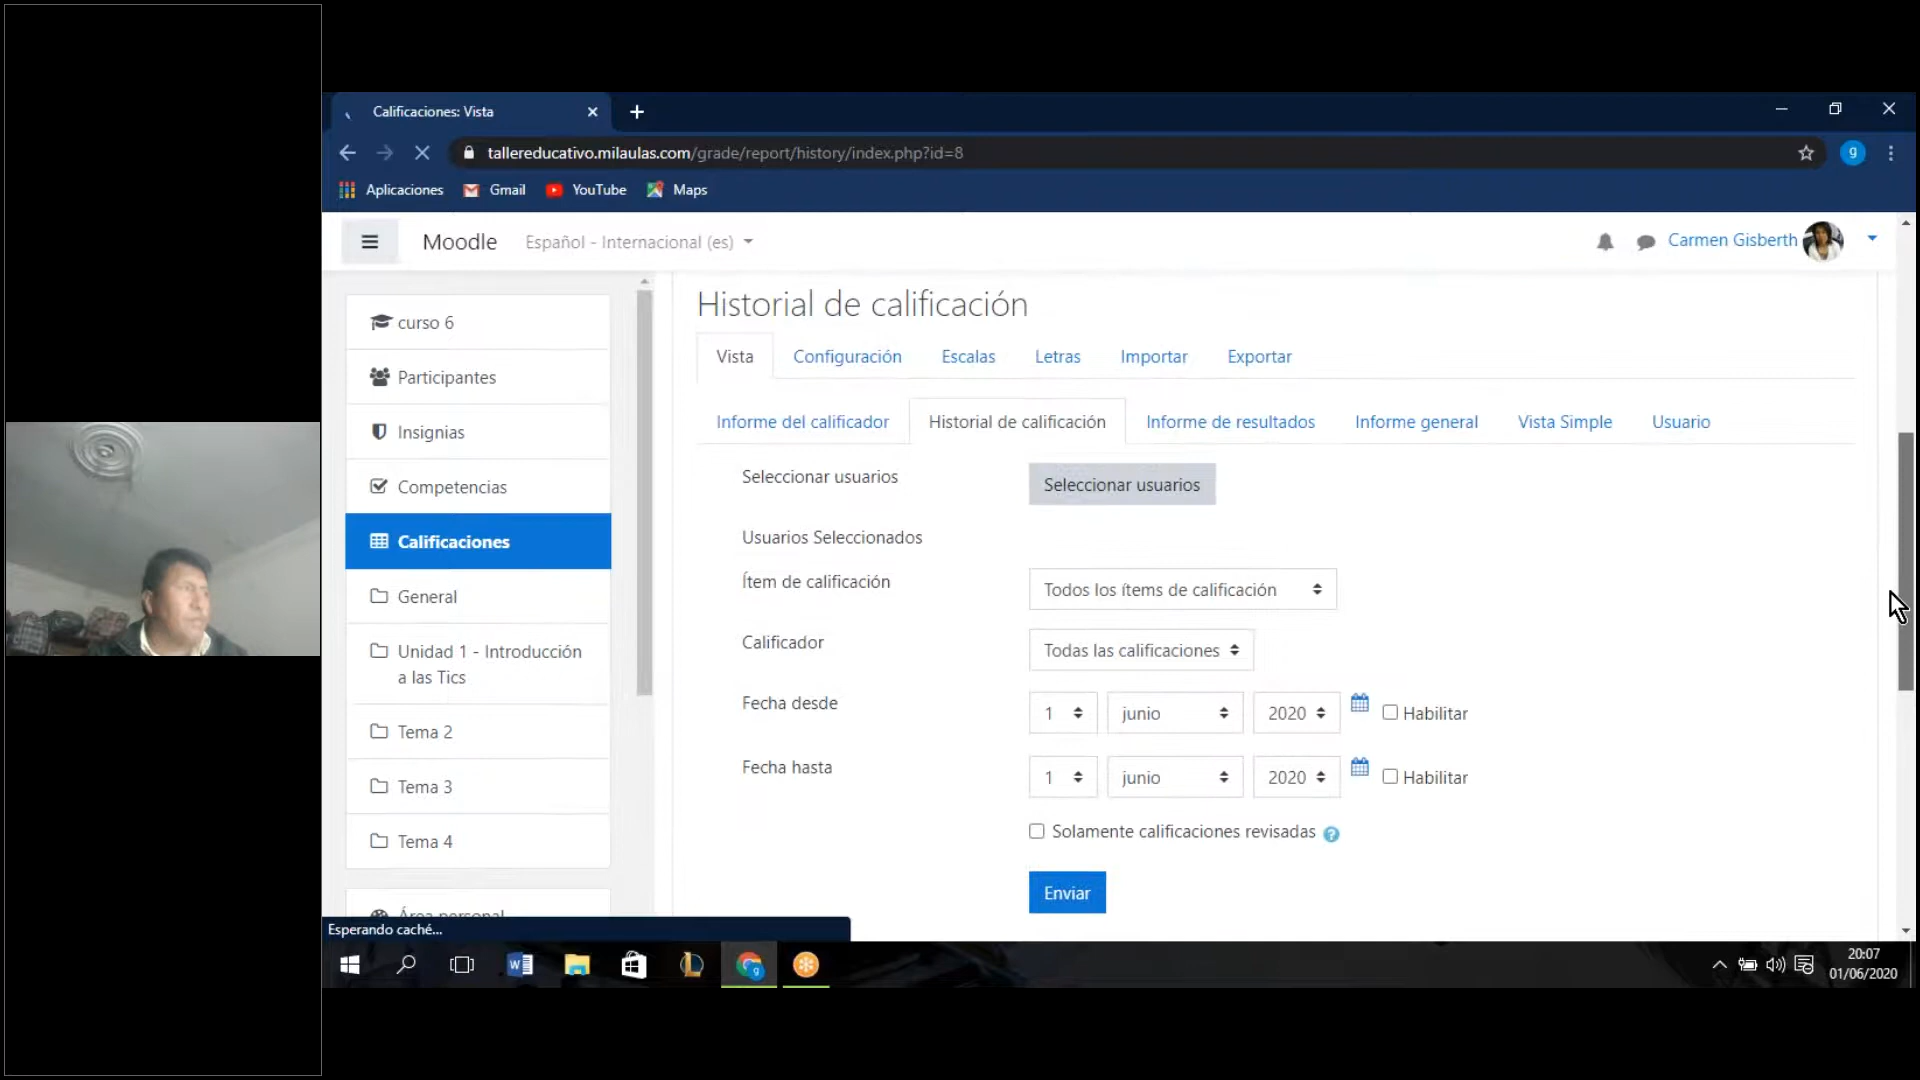 Calificaciones: Vista
tallereducativo.milaulas.com/grade/report/history/index.php?id=8
g
Aplicaciones Gmail YouTube Maps
Moodle Español - Internacional (es) Carmen Gisberth
curso 6
Participantes
Insignias
Competencias
Calificaciones
General
Unidad 1 - Introducción
a las Tics
Tema 2
Tema 3
Tema 4
Área personal
Historial de calificación
Vista Configuración Escalas Letras Importar Exportar
Informe del calificador Historial de calificación Informe de resultados Informe general Vista Simple Usuario
Seleccionar usuarios Seleccionar usuarios
Usuarios Seleccionados
Ítem de calificación Todos los ítems de calificación
Calificador Todas las calificaciones
Fecha desde 1 junio 2020 Habilitar
Fecha hasta 1 junio 2020 Habilitar
Solamente calificaciones revisadas
Enviar
Esperando caché...
20:07
01/06/2020